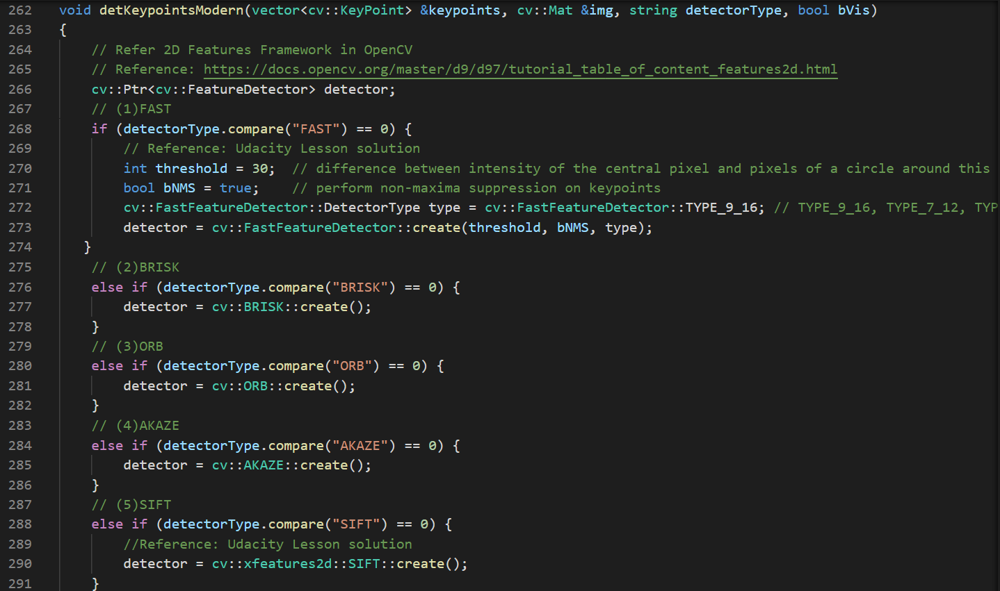 262 void detKeypointsModern(vector<cv::KeyPoint> &keypoints, cv::Mat &img, string detectorType, bool bVis)
263 {
264     // Refer 2D Features Framework in OpenCV
265     // Reference: https://docs.opencv.org/master/d9/d97/tutorial_table_of_content_features2d.html
266     cv::Ptr<cv::FeatureDetector> detector;
267     // (1)FAST
268     if (detectorType.compare("FAST") == 0) {
269         // Reference: Udacity Lesson solution
270         int threshold = 30;  // difference between intensity of the central pixel and pixels of a circle around this
271         bool bNMS = true;    // perform non-maxima suppression on keypoints
272         cv::FastFeatureDetector::DetectorType type = cv::FastFeatureDetector::TYPE_9_16; // TYPE_9_16, TYPE_7_12, TYP
273         detector = cv::FastFeatureDetector::create(threshold, bNMS, type);
274    }
275     // (2)BRISK
276     else if (detectorType.compare("BRISK") == 0) {
277         detector = cv::BRISK::create();
278     }
279     // (3)ORB
280     else if (detectorType.compare("ORB") == 0) {
281         detector = cv::ORB::create();
282     }
283     // (4)AKAZE
284     else if (detectorType.compare("AKAZE") == 0) {
285         detector = cv::AKAZE::create();
286     }
287     // (5)SIFT
288     else if (detectorType.compare("SIFT") == 0) {
289         //Reference: Udacity Lesson solution
290         detector = cv::xfeatures2d::SIFT::create();
291     }